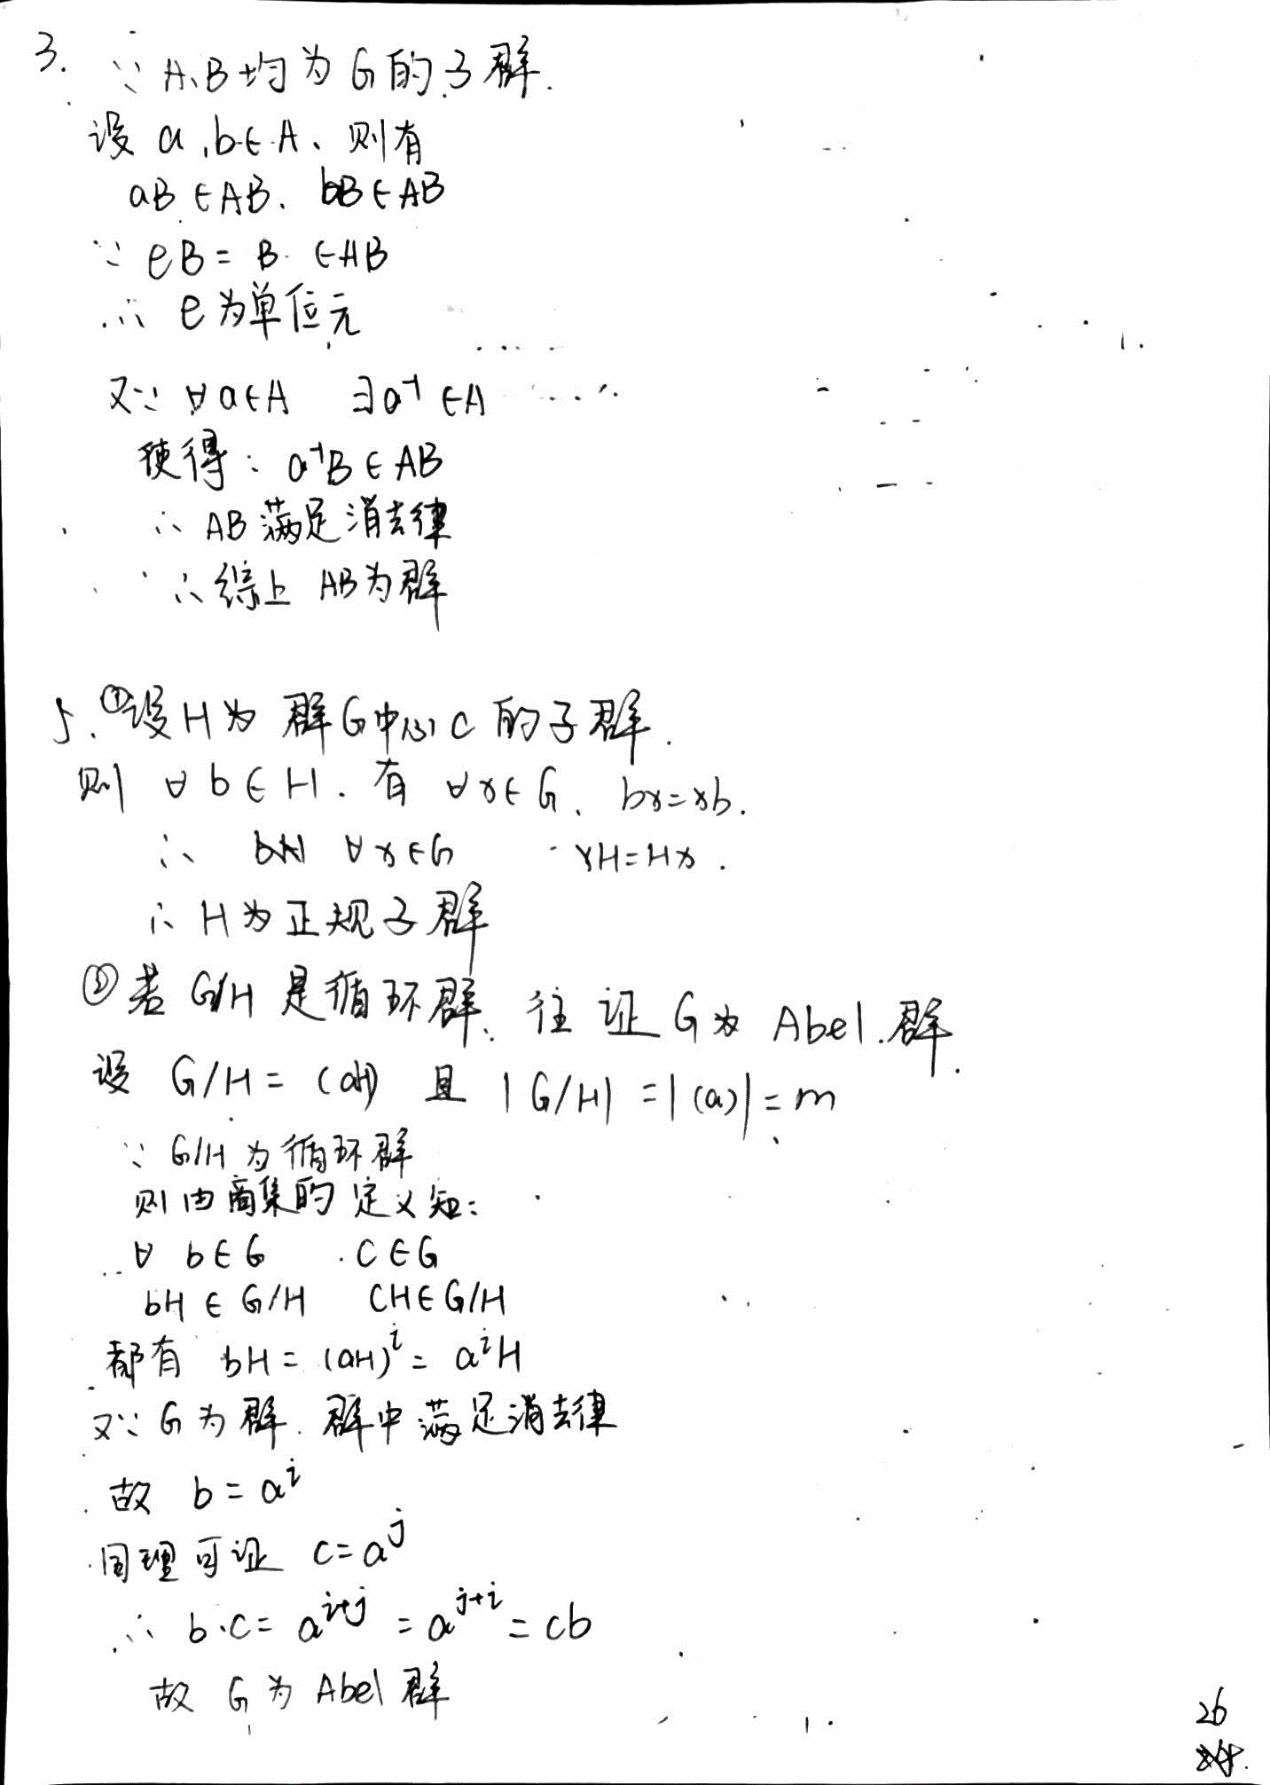 3. ∵ A、B均为G的子群.
设 a,b∈A、则有
aB∈AB. bB∈AB
∵ eB = B ∈AB
∴ e为单位元
又∵ ∀a∈A ∃a⁻¹∈A
使得: a⁻¹B∈AB
∴ AB满足消去律
∴综上 AB为群
5. ①设H为 群G中心C的子群.
则 ∀b∈H. 有 ∀x∈G、bx=xb.
∴ ∀x∈G xH=Hx.
∴ H为正规子群
② 若 G/H 是循环群、往证 G为 Abel.群.
设 G/H = (aH) 且 |G/H| = |(a)| = m
∵ G/H 为循环群
则由商集的定义知:
∀ b∈G C∈G
bH∈G/H CH∈G/H
都有 bH = (aH)ⁱ = aⁱH
又∵ G为群. 群中满足消去律
故 b = aⁱ
同理可证 C = aʲ
∴ b·C = aⁱ⁺ʲ = aʲ⁺ⁱ = cb
故 G 为 Abel 群
26